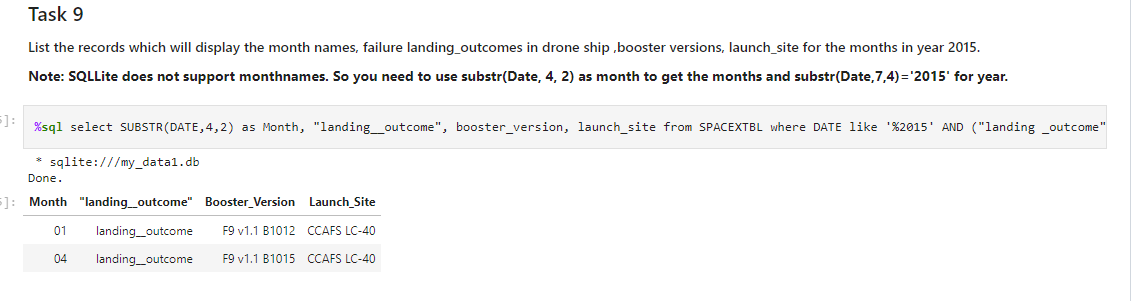 Task 9
List the records which will display the month names, failure landing_outcomes in drone ship ,booster versions, launch_site for the months in year 2015.
Note: SQLLite does not support monthnames. So you need to use substr(Date, 4, 2) as month to get the months and substr(Date,7,4)='2015' for year.
]: %sql select SUBSTR(DATE,4,2) as Month, "landing__outcome", booster_version, launch_site from SPACEXTBL where DATE like '%2015' AND ("landing _outcome"
* sqlite:///my_data1.db
Done.
]: Month "landing__outcome" Booster_Version Launch_Site
01 landing__outcome F9 v1.1 B1012 CCAFS LC-40
04 landing__outcome F9 v1.1 B1015 CCAFS LC-40